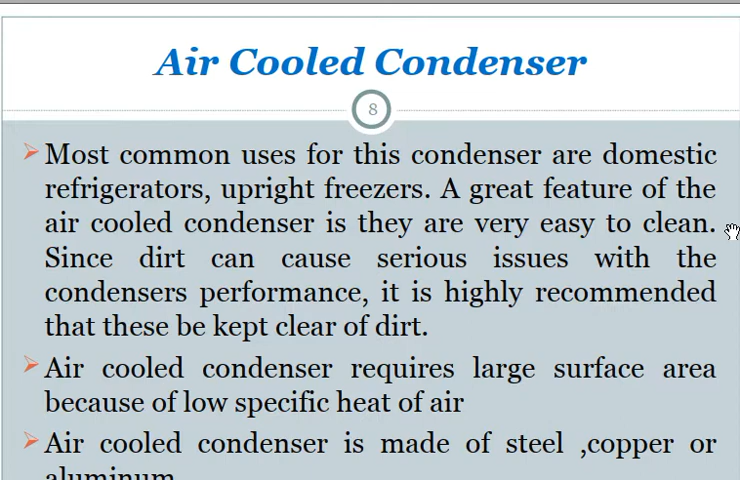 Air Cooled Condenser
8
Most common uses for this condenser are domestic
refrigerators, upright freezers. A great feature of the
air cooled condenser is they are very easy to clean.
Since dirt can cause serious issues with the
condensers performance, it is highly recommended
that these be kept clear of dirt.
Air cooled condenser requires large surface area
because of low specific heat of air
Air cooled condenser is made of steel ,copper or
aluminum